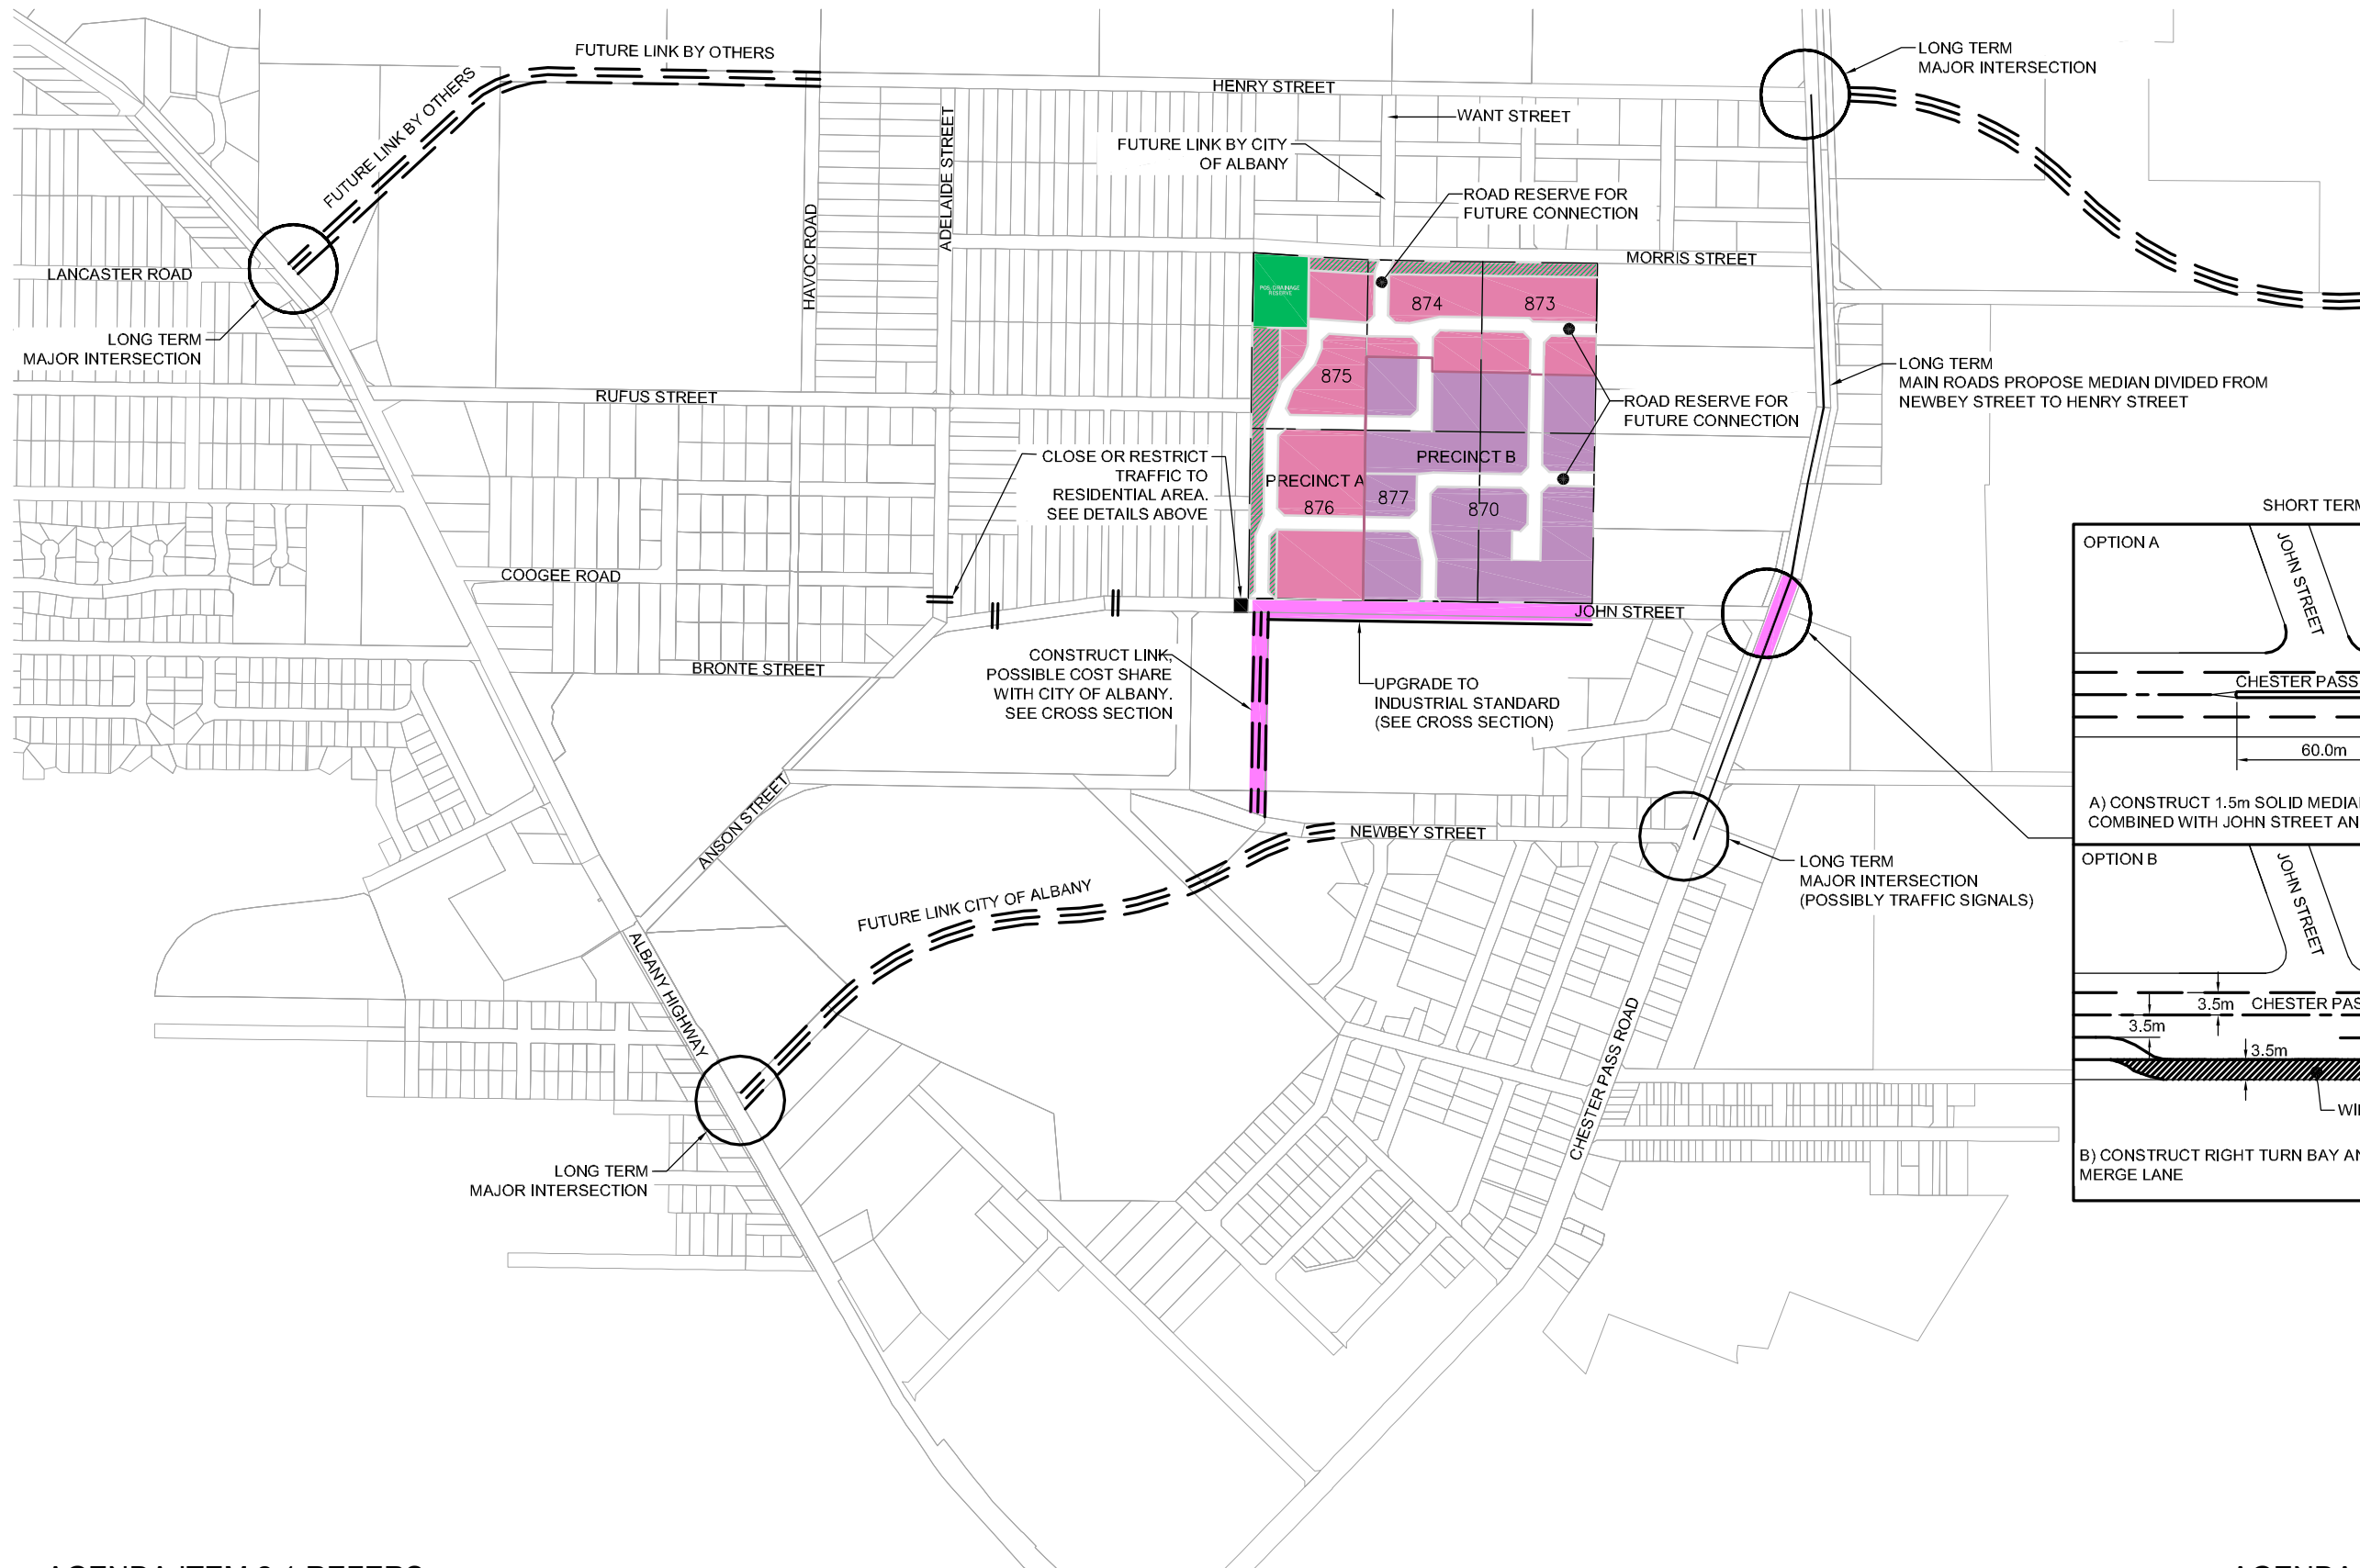 FUTURE LINK BY OTHERS
FUTURE LINK BY OTHERS
HENRY STREET
LONG TERM
MAJOR INTERSECTION
WANT STREET
FUTURE LINK BY CITY
OF ALBANY
ROAD RESERVE FOR
FUTURE CONNECTION
ADELAIDE STREET
HAVOC ROAD
LANCASTER ROAD
MORRIS STREET
POS/DRAINAGE
RESERVE
874
873
LONG TERM
MAJOR INTERSECTION
875
LONG TERM
MAIN ROADS PROPOSE MEDIAN DIVIDED FROM
NEWBEY STREET TO HENRY STREET
RUFUS STREET
ROAD RESERVE FOR
FUTURE CONNECTION
CLOSE OR RESTRICT
TRAFFIC TO
RESIDENTIAL AREA.
SEE DETAILS ABOVE
PRECINCT B
PRECINCT A
877
876
870
SHORT TERM
OPTION A
JOHN STREET
COOGEE ROAD
JOHN STREET
BRONTE STREET
CONSTRUCT LINK,
POSSIBLE COST SHARE
WITH CITY OF ALBANY.
SEE CROSS SECTION
UPGRADE TO
INDUSTRIAL STANDARD
(SEE CROSS SECTION)
CHESTER PASS
60.0m
A) CONSTRUCT 1.5m SOLID MEDIA
COMBINED WITH JOHN STREET AN
ANSON STREET
NEWBEY STREET
OPTION B
JOHN STREET
LONG TERM
MAJOR INTERSECTION
(POSSIBLY TRAFFIC SIGNALS)
FUTURE LINK CITY OF ALBANY
ALBANY HIGHWAY
3.5m
CHESTER PAS
3.5m
3.5m
WI
CHESTER PASS ROAD
B) CONSTRUCT RIGHT TURN BAY AN
MERGE LANE
LONG TERM
MAJOR INTERSECTION